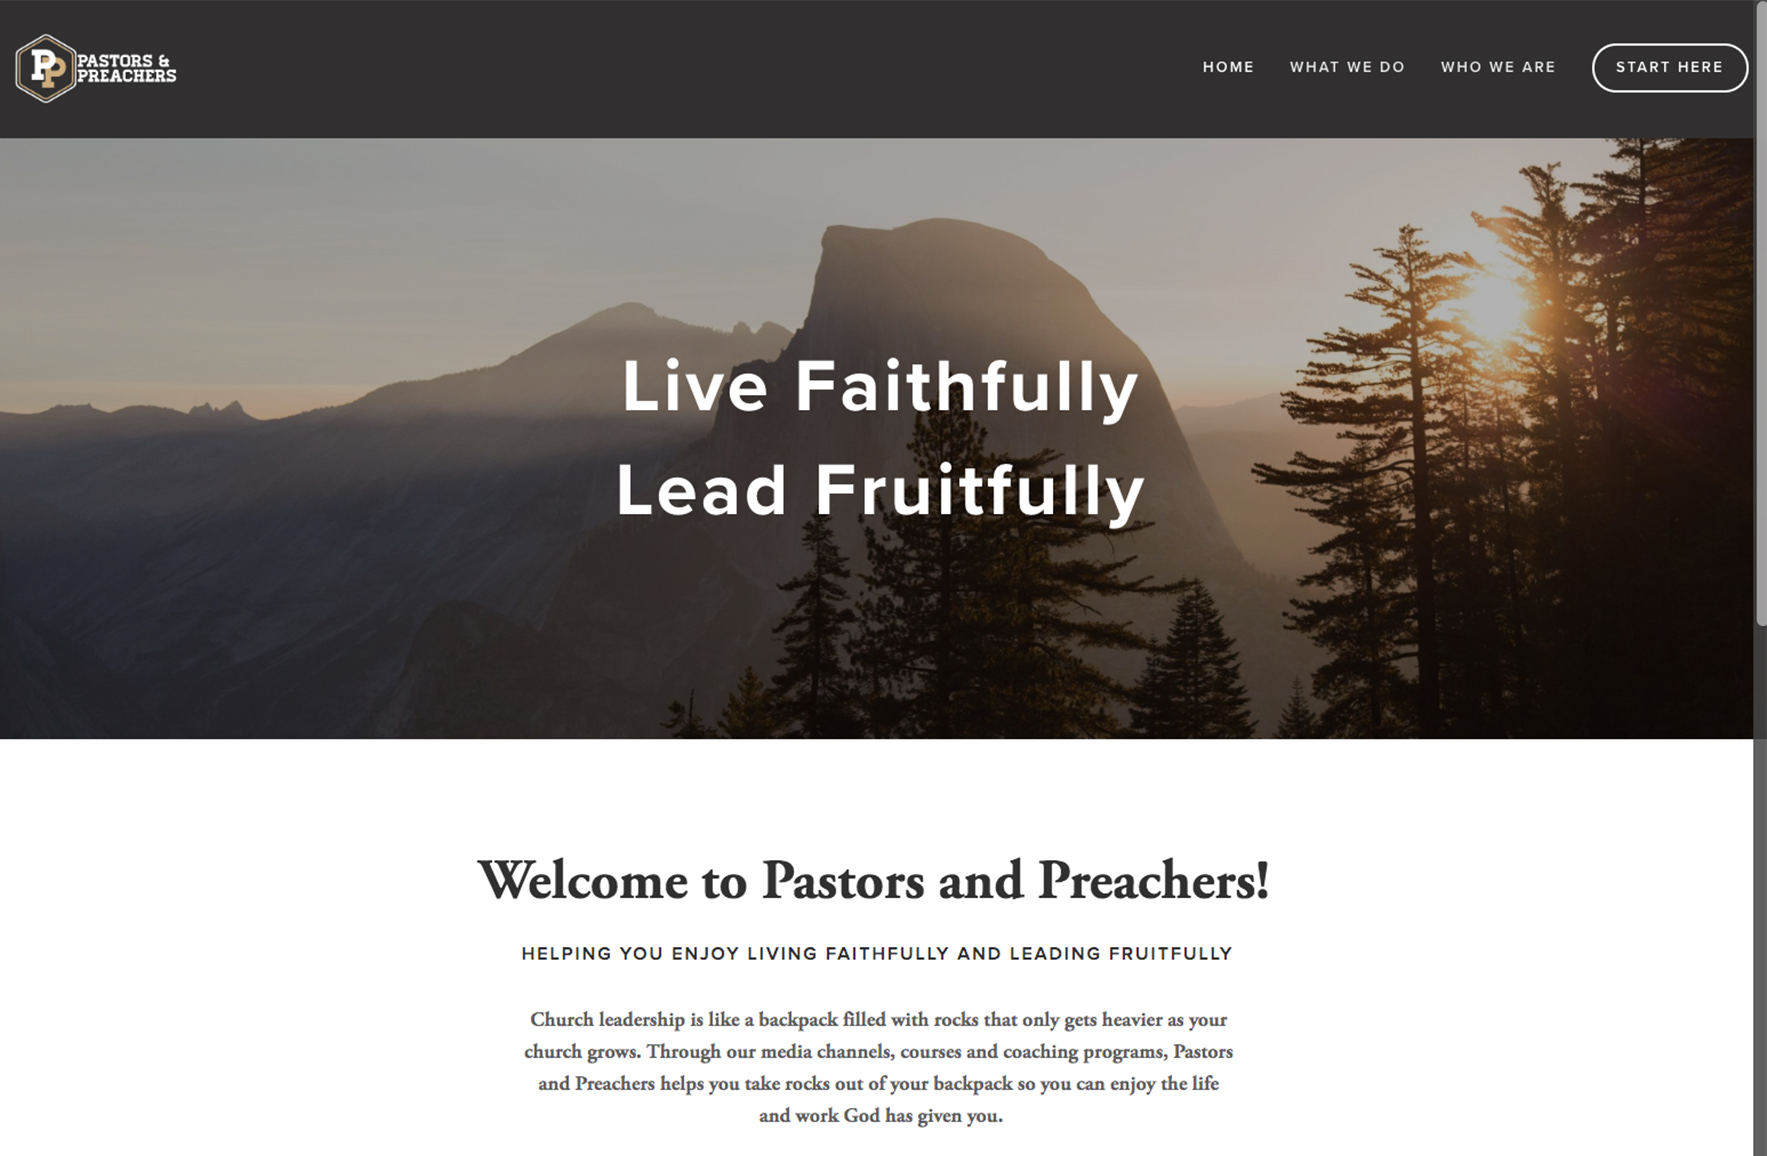 PP PASTORS &
PREACHERS
HOME WHAT WE DO WHO WE ARE START HERE
Live Faithfully
Lead Fruitfully
Welcome to Pastors and Preachers!
HELPING YOU ENJOY LIVING FAITHFULLY AND LEADING FRUITFULLY
Church leadership is like a backpack filled with rocks that only gets heavier as your
church grows. Through our media channels, courses and coaching programs, Pastors
and Preachers helps you take rocks out of your backpack so you can enjoy the life
and work God has given you.